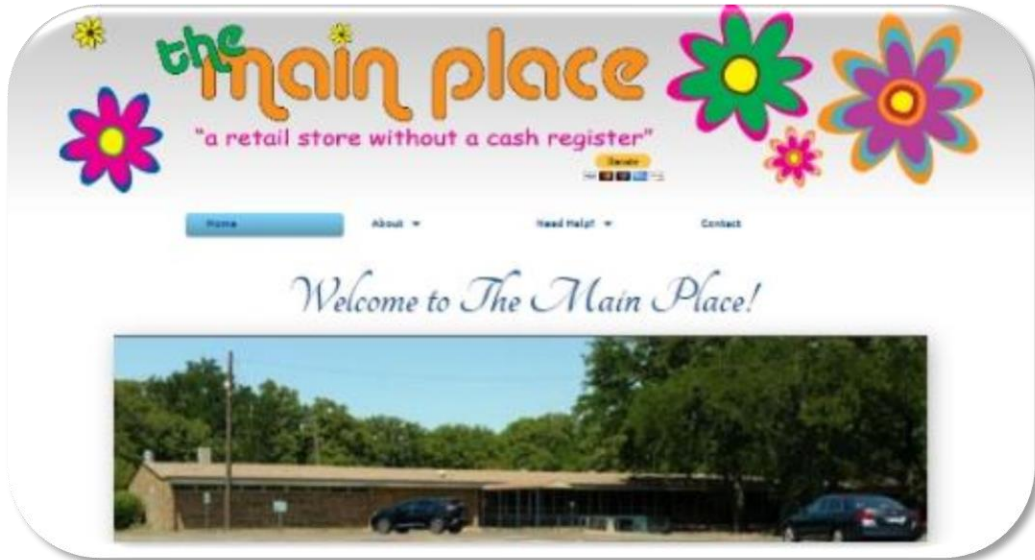 the
main place
"a retail store without a cash register"
Donate
Home About Need Help? Contact
Welcome to The Main Place!